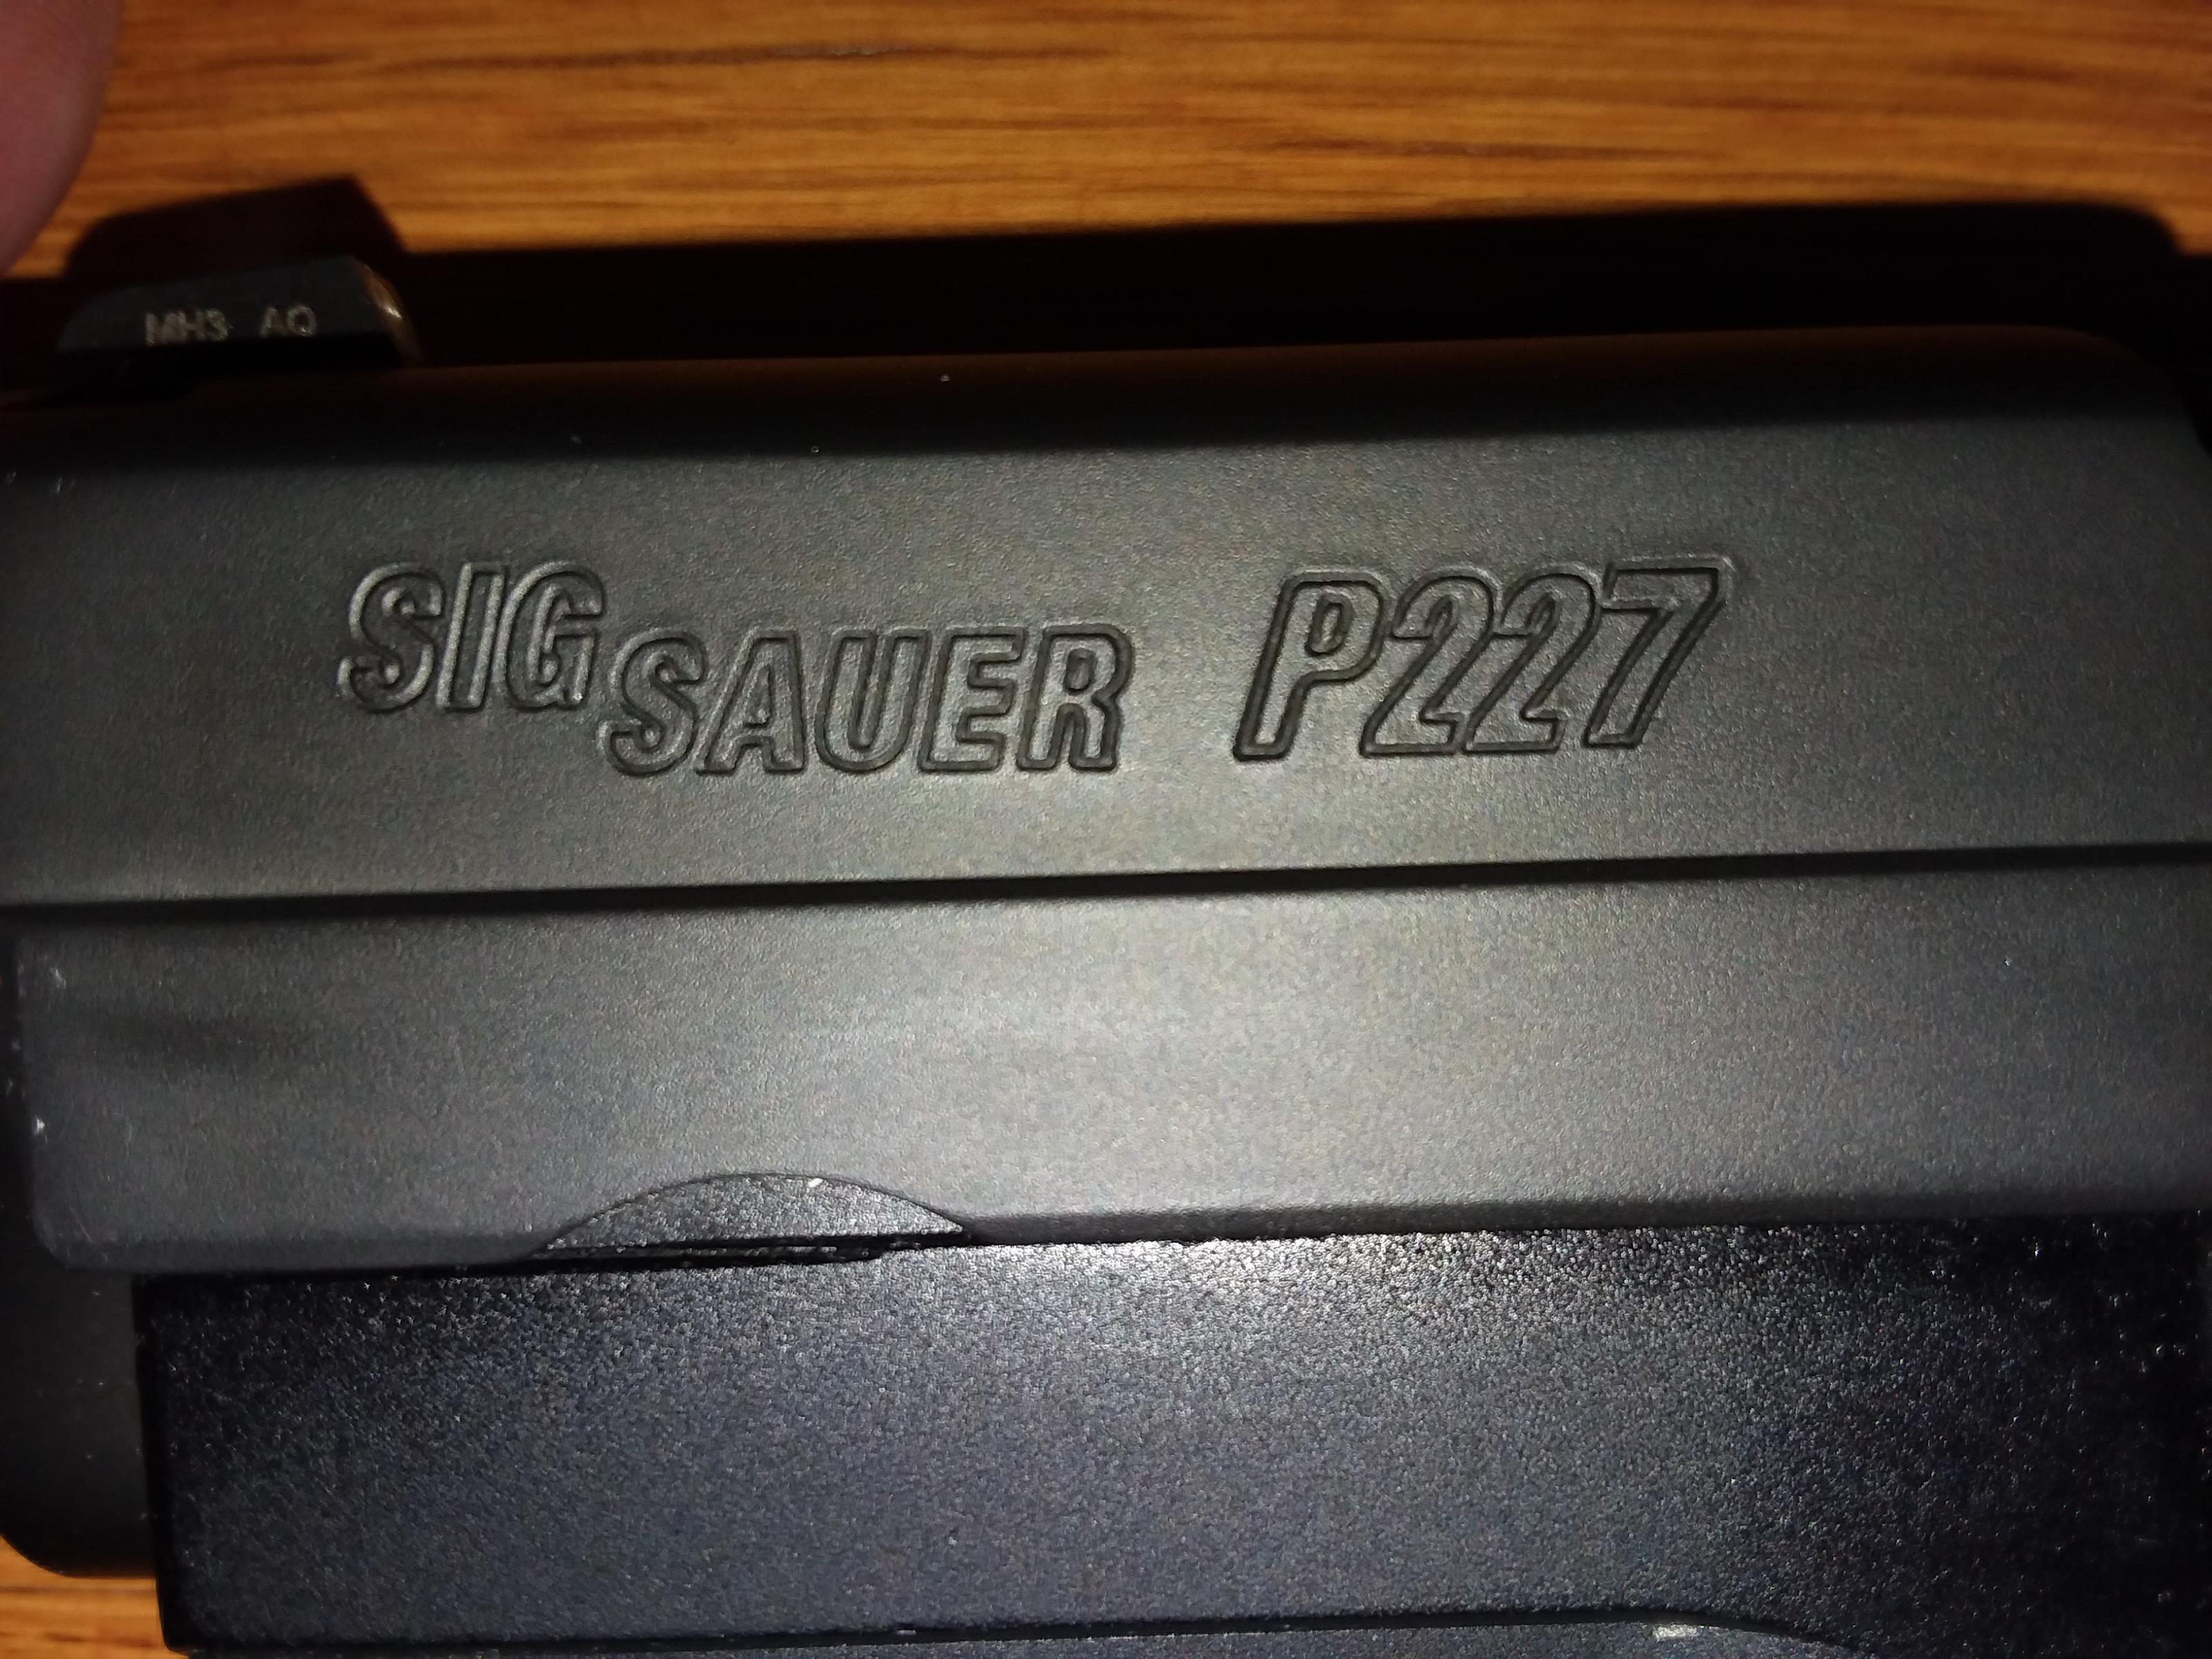 MH3 AO
SIG SAUER P227